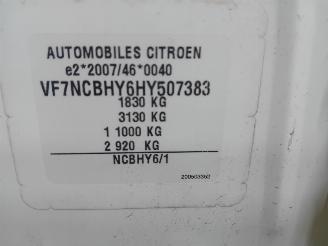 AUTOMOBILES CITROEN
e2*2007/46*0040
VF7NCBHY6HY507383
1830 KG
3130 KG
1 1000 KG
2 920 KG
NCBHY6/1